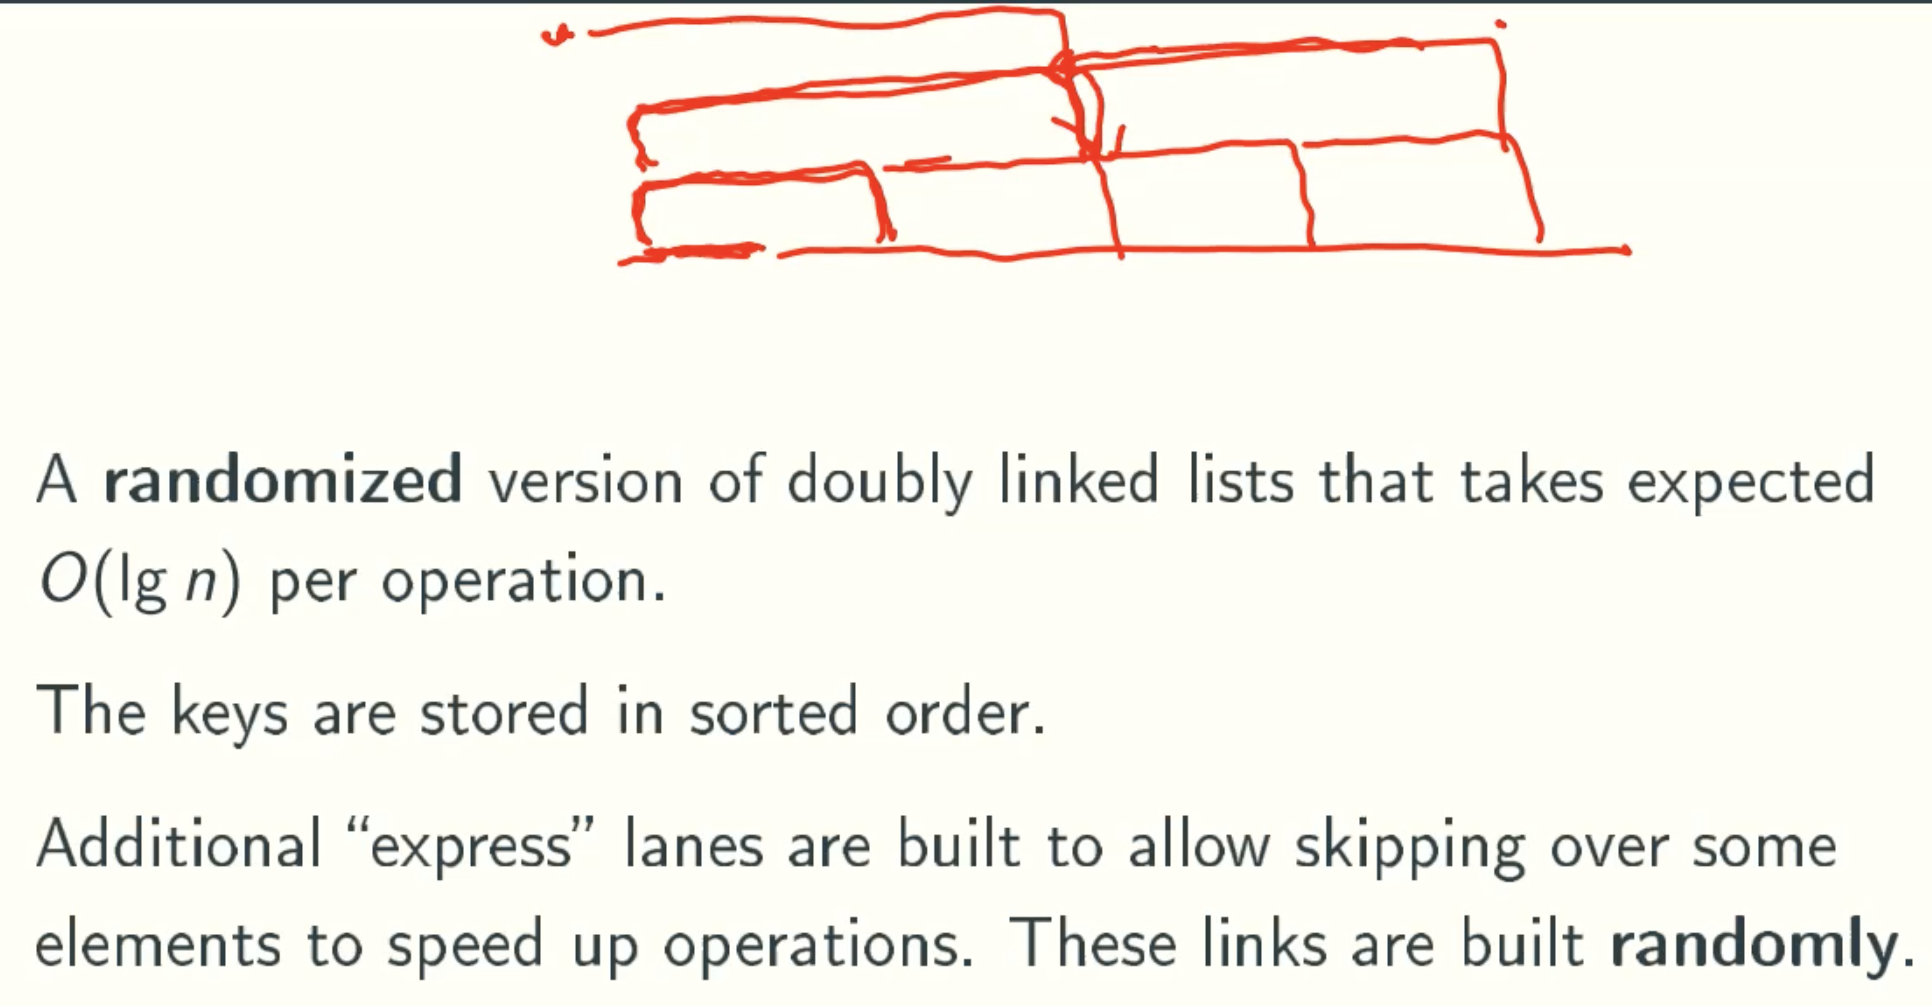 A randomized version of doubly linked lists that takes expected
O(lg n) per operation.
The keys are stored in sorted order.
Additional “express” lanes are built to allow skipping over some
elements to speed up operations. These links are built randomly.